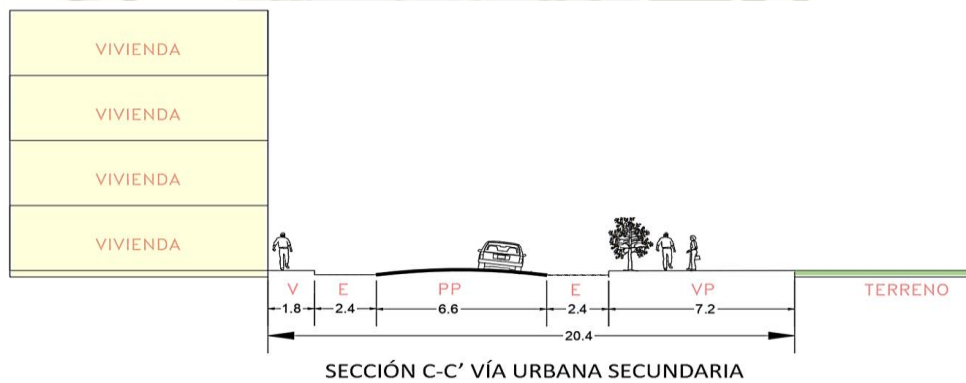 VIVIENDA
VIVIENDA
VIVIENDA
VIVIENDA
V E PP E VP TERRENO
1.8 2.4 6.6 2.4 7.2
20.4
SECCIÓN C-C' VÍA URBANA SECUNDARIA